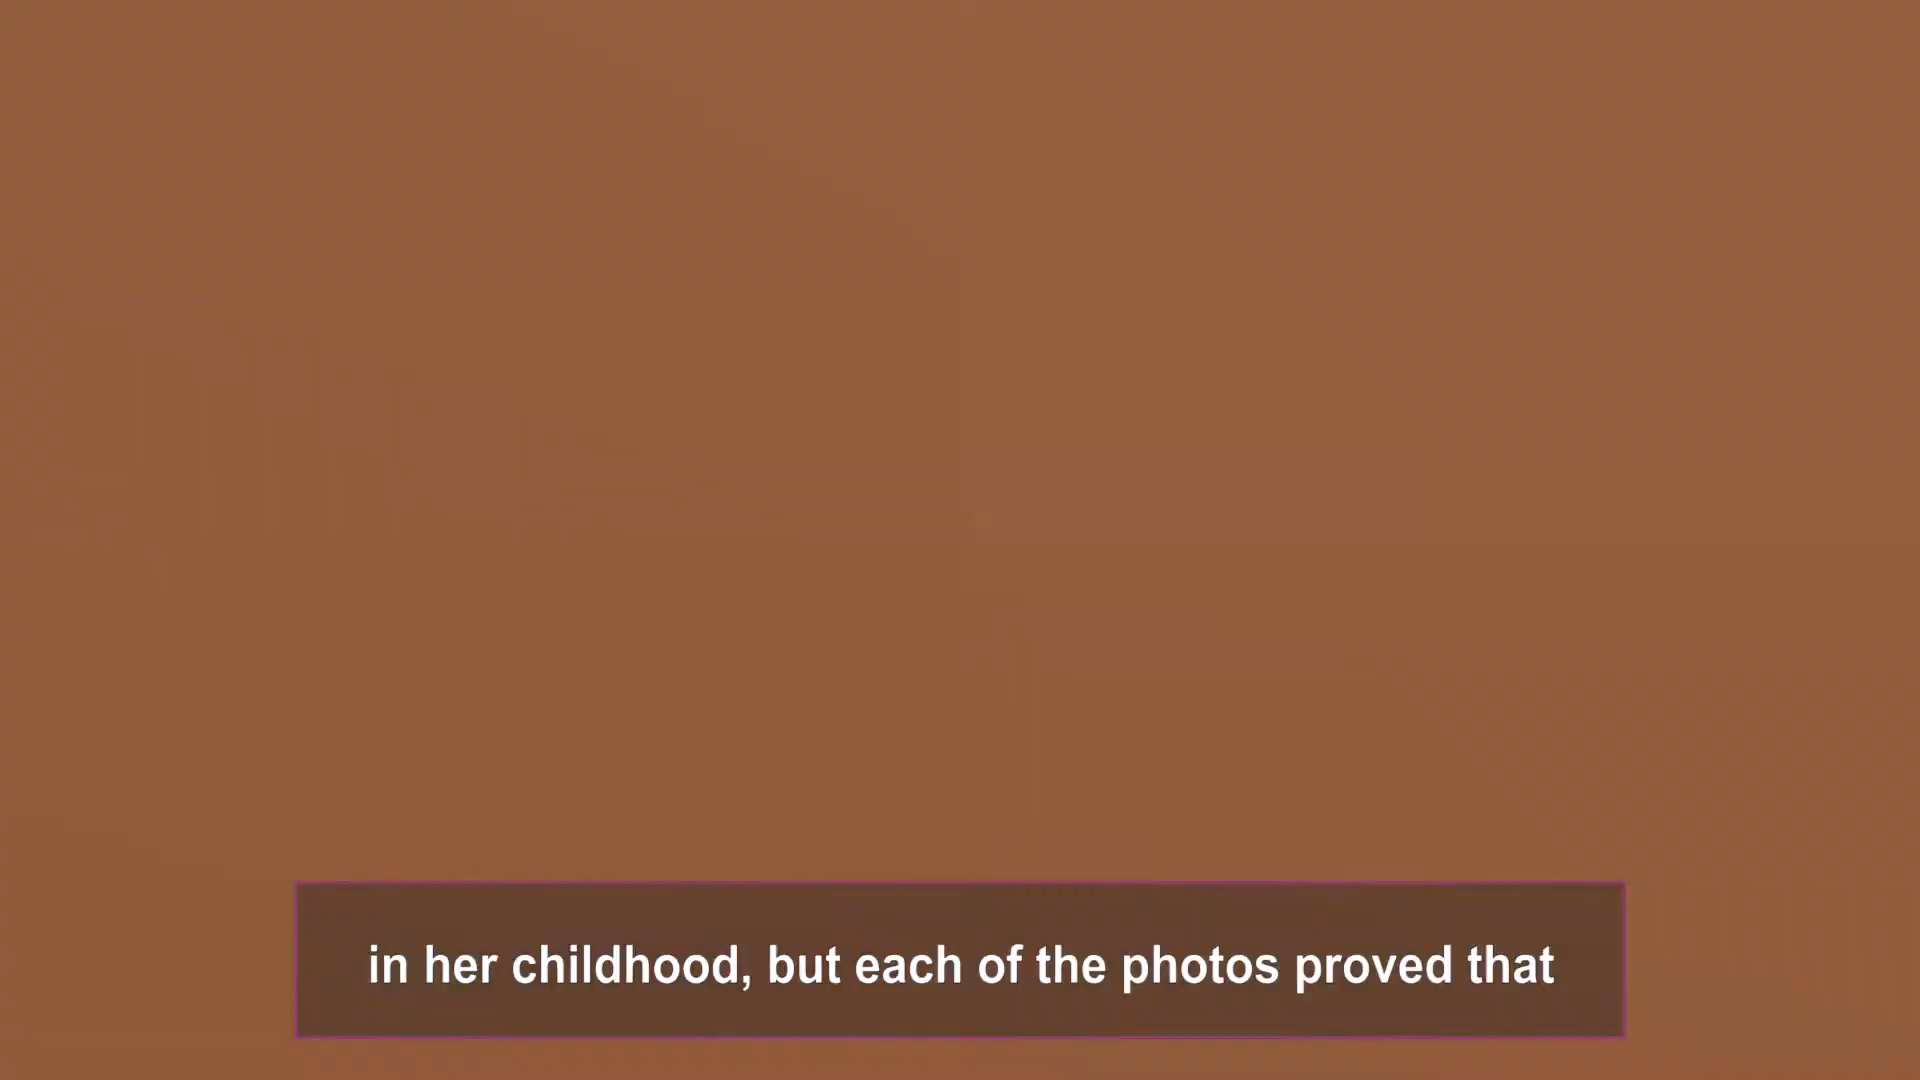 in her childhood, but each of the photos proved that